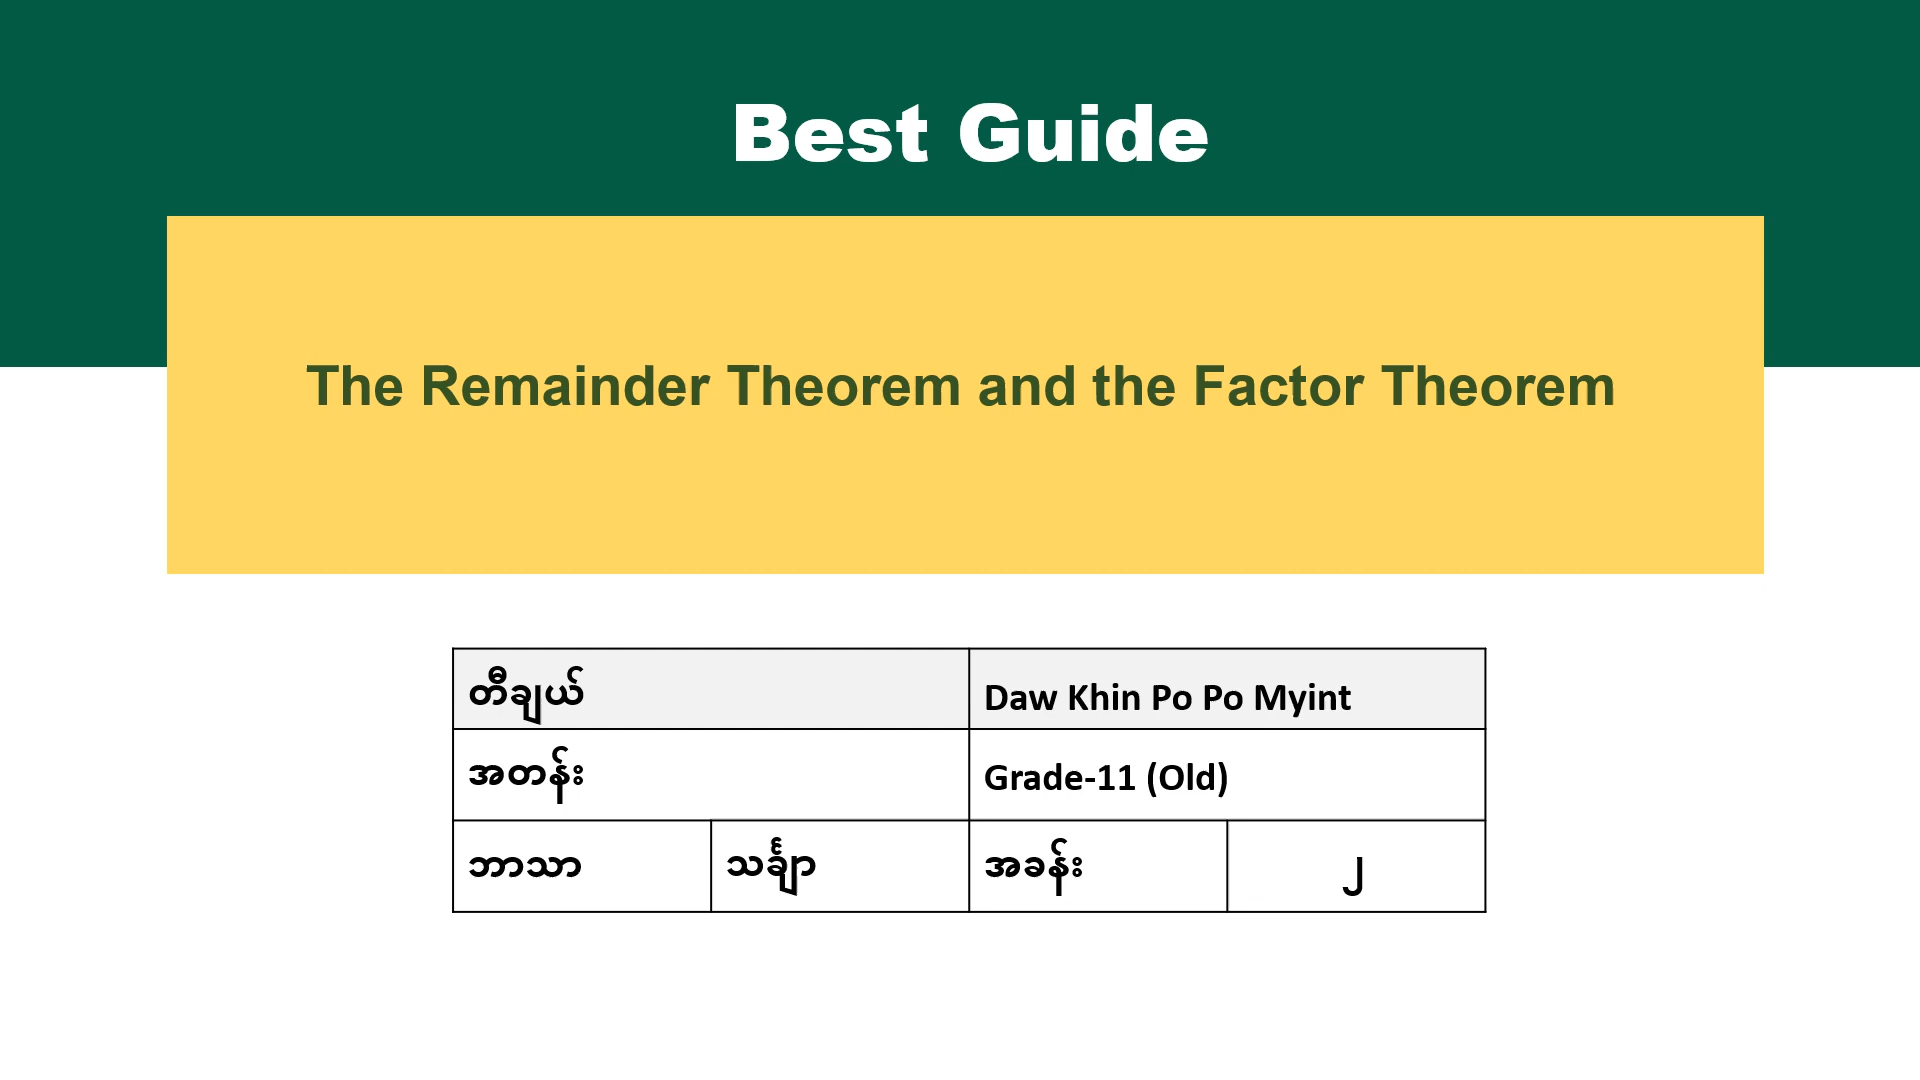 Best Guide
The Remainder Theorem and the Factor Theorem
တီချယ် Daw Khin Po Po Myint
အတန်း Grade-11 (Old)
ဘာသာ သင်္ချာ အခန်း ၂